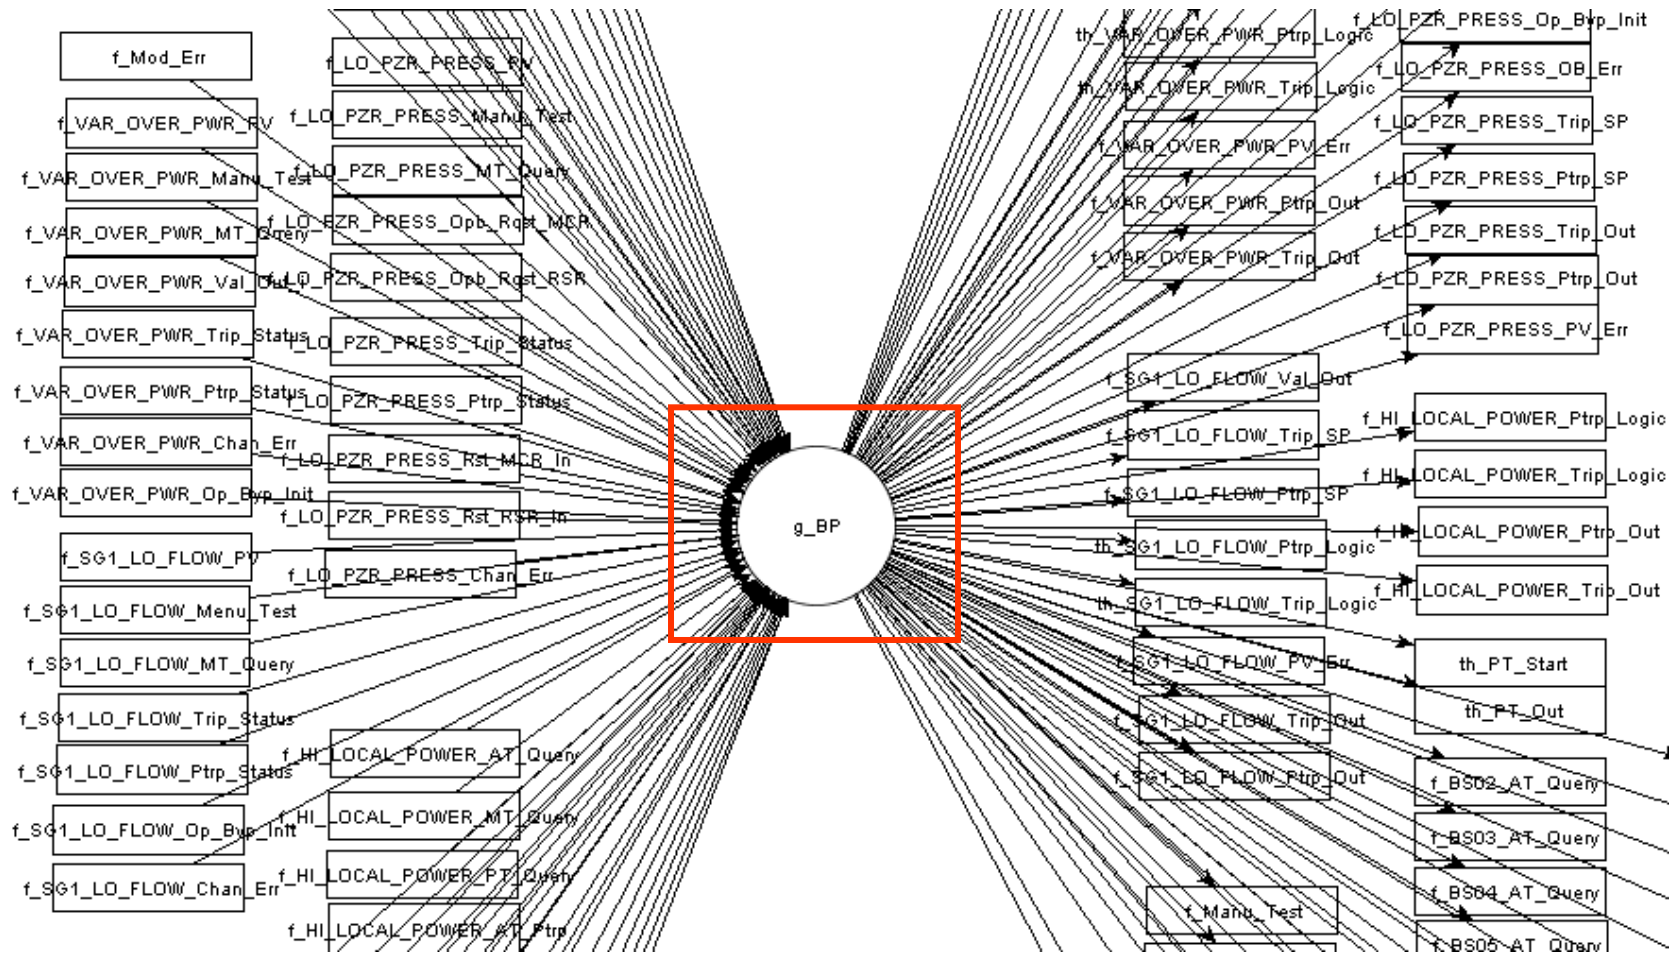 f_Mod_Err
f_VAR_OVER_PWR_PV
f_VAR_OVER_PWR_Manu_Test
f_VAR_OVER_PWR_MT_Query
f_VAR_OVER_PWR_Val_Out
f_VAR_OVER_PWR_Trip_Status
f_VAR_OVER_PWR_Ptrp_Status
f_VAR_OVER_PWR_Chan_Err
f_VAR_OVER_PWR_Op_Byp_Init
f_SG1_LO_FLOW_PV
f_SG1_LO_FLOW_Menu_Test
f_SG1_LO_FLOW_MT_Query
f_SG1_LO_FLOW_Trip_Status
f_SG1_LO_FLOW_Ptrp_Status
f_SG1_LO_FLOW_Op_Byp_Init
f_SG1_LO_FLOW_Chan_Err
f_LO_PZR_PRESS_PV
f_LO_PZR_PRESS_Manu_Test
f_LO_PZR_PRESS_MT_Query
f_LO_PZR_PRESS_Opb_Rqst_MCR
f_LO_PZR_PRESS_Opb_Rqst_RSR
f_LO_PZR_PRESS_Trip_Status
f_LO_PZR_PRESS_Ptrp_Status
f_LO_PZR_PRESS_Rst_MCR_In
f_LO_PZR_PRESS_Rst_RSR_In
f_LO_PZR_PRESS_Chan_Err
f_HI_LOCAL_POWER_AT_Query
f_HI_LOCAL_POWER_MT_Query
f_HI_LOCAL_POWER_PT_Query
f_HI_LOCAL_POWER_AT_Ptrp
g_BP
th_VAR_OVER_PWR_Ptrp_Logic
th_VAR_OVER_PWR_Trip_Logic
f_VAR_OVER_PWR_PV_Err
f_VAR_OVER_PWR_Ptrp_Out
f_VAR_OVER_PWR_Trip_Out
f_SG1_LO_FLOW_Val_Out
f_SG1_LO_FLOW_Trip_SP
f_SG1_LO_FLOW_Ptrp_SP
th_SG1_LO_FLOW_Ptrp_Logic
th_SG1_LO_FLOW_Trip_Logic
f_SG1_LO_FLOW_PV_Err
f_SG1_LO_FLOW_Trip_Out
f_SG1_LO_FLOW_Ptrp_Out
f_Manu_Test
f_LO_PZR_PRESS_Op_Byp_Init
f_LO_PZR_PRESS_OB_Err
f_LO_PZR_PRESS_Trip_SP
f_LO_PZR_PRESS_Ptrp_SP
f_LO_PZR_PRESS_Trip_Out
f_LO_PZR_PRESS_Ptrp_Out
f_LO_PZR_PRESS_PV_Err
f_HI_LOCAL_POWER_Ptrp_Logic
f_HI_LOCAL_POWER_Trip_Logic
f_HI_LOCAL_POWER_Ptrp_Out
f_HI_LOCAL_POWER_Trip_Out
th_PT_Start
th_PT_Out
f_BS02_AT_Query
f_BS03_AT_Query
f_BS04_AT_Query
f_BS05_AT_Query